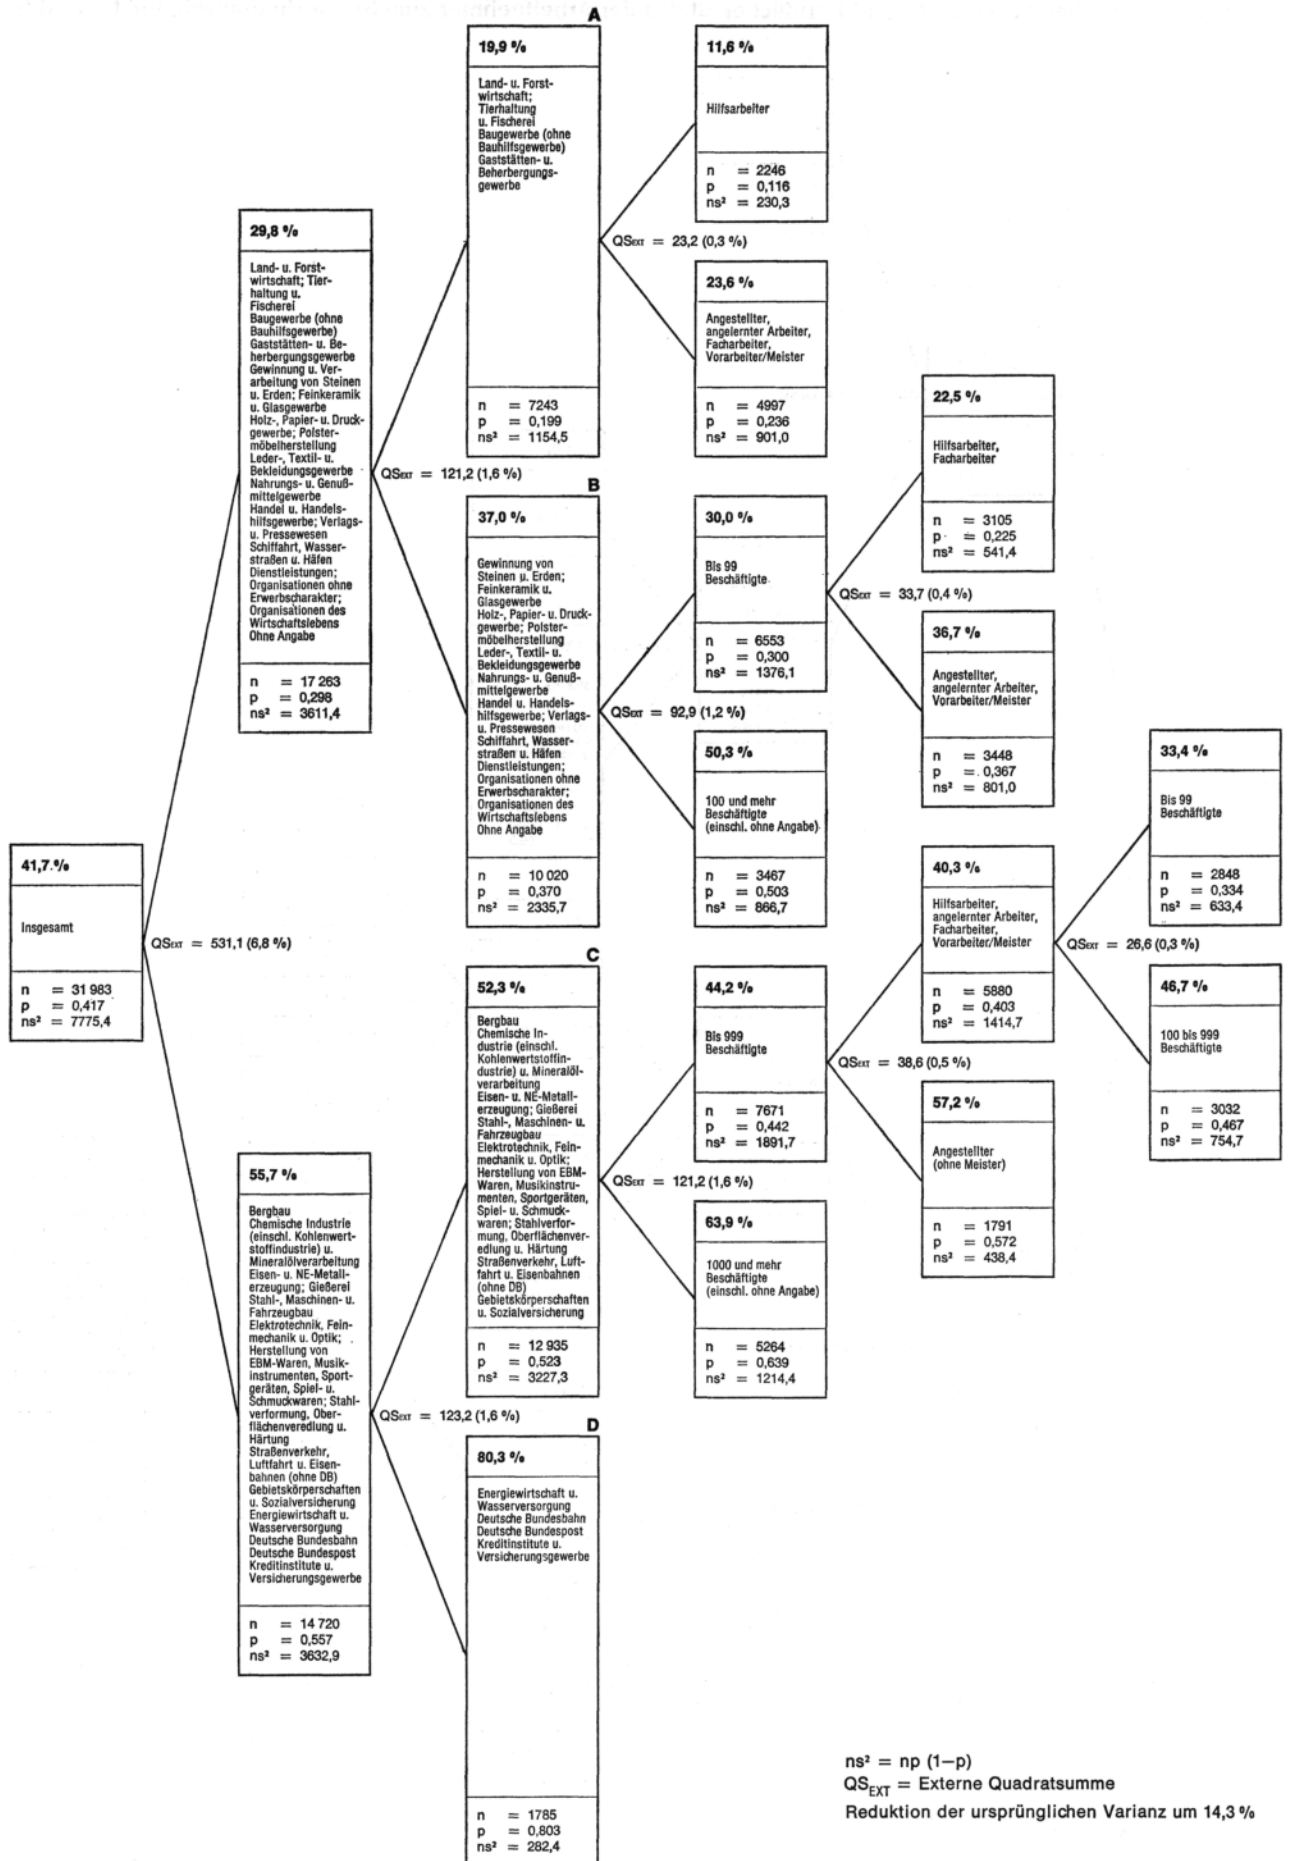 A
19,9 %
Land- u. Forst-
wirtschaft;
Tierhaltung
u. Fischerei
Baugewerbe (ohne
Bauhilfsgewerbe)
Gaststätten- u.
Beherbergungs-
gewerbe
n = 7243
p = 0,199
ns² = 1154,5
11,6 %
Hilfsarbeiter
n = 2246
p = 0,116
ns² = 230,3
QSEXT = 23,2 (0,3 %)
23,6 %
Angestellter,
angelernter Arbeiter,
Facharbeiter,
Vorarbeiter/Meister
n = 4997
p = 0,236
ns² = 901,0
29,8 %
Land- u. Forst-
wirtschaft; Tier-
haltung u.
Fischerei
Baugewerbe (ohne
Bauhilfsgewerbe)
Gaststätten- u. Be-
herbergungsgewerbe
Gewinnung u. Ver-
arbeitung von Steinen
u. Erden; Feinkeramik
u. Glasgewerbe
Holz-, Papier- u. Druck-
gewerbe; Polster-
möbelherstellung
Leder-, Textil- u.
Bekleidungsgewerbe
Nahrungs- u. Genuß-
mittelgewerbe
Handel u. Handels-
hilfsgewerbe; Verlags-
u. Pressewesen
Schiffahrt, Wasser-
straßen u. Häfen
Dienstleistungen;
Organisationen ohne
Erwerbscharakter;
Organisationen des
Wirtschaftslebens
Ohne Angabe
n = 17 263
p = 0,298
ns² = 3611,4
QSEXT = 121,2 (1,6 %)
B
37,0 %
Gewinnung von
Steinen u. Erden;
Feinkeramik u.
Glasgewerbe
Holz-, Papier- u. Druck-
gewerbe; Polster-
möbelherstellung
Leder-, Textil- u.
Bekleidungsgewerbe
Nahrungs- u. Genuß-
mittelgewerbe
Handel u. Handels-
hilfsgewerbe; Verlags-
u. Pressewesen
Schiffahrt, Wasser-
straßen u. Häfen
Dienstleistungen;
Organisationen ohne
Erwerbscharakter;
Organisationen des
Wirtschaftslebens
Ohne Angabe
n = 10 020
p = 0,370
ns² = 2335,7
QSEXT = 92,9 (1,2 %)
30,0 %
Bis 99
Beschäftigte
n = 6553
p = 0,300
ns² = 1376,1
QSEXT = 33,7 (0,4 %)
22,5 %
Hilfsarbeiter,
Facharbeiter
n = 3105
p = 0,225
ns² = 541,4
36,7 %
Angestellter,
angelernter Arbeiter,
Vorarbeiter/Meister
n = 3448
p = 0,367
ns² = 801,0
50,3 %
100 und mehr
Beschäftigte
(einschl. ohne Angabe)
n = 3467
p = 0,503
ns² = 866,7
41,7 %
Insgesamt
n = 31 983
p = 0,417
ns² = 7775,4
QSEXT = 531,1 (6,8 %)
55,7 %
Bergbau
Chemische Industrie
(einschl. Kohlenwert-
stoffindustrie) u.
Mineralölverarbeitung
Eisen- u. NE-Metall-
erzeugung; Gießerei
Stahl-, Maschinen- u.
Fahrzeugbau
Elektrotechnik, Fein-
mechanik u. Optik;
Herstellung von
EBM-Waren, Musik-
instrumenten, Sport-
geräten, Spiel- u.
Schmuckwaren; Stahl-
verformung, Ober-
flächenveredlung u.
Härtung
Straßenverkehr,
Luftfahrt u. Eisen-
bahnen (ohne DB)
Gebietskörperschaften
u. Sozialversicherung
Energiewirtschaft u.
Wasserversorgung
Deutsche Bundesbahn
Deutsche Bundespost
Kreditinstitute u.
Versicherungsgewerbe
n = 14 720
p = 0,557
ns² = 3632,9
QSEXT = 123,2 (1,6 %)
C
52,3 %
Bergbau
Chemische In-
dustrie (einschl.
Kohlenwertstoffin-
dustrie) u. Mineralöl-
verarbeitung
Eisen- u. NE-Metall-
erzeugung; Gießerei
Stahl-, Maschinen- u.
Fahrzeugbau
Elektrotechnik, Fein-
mechanik u. Optik;
Herstellung von EBM-
Waren, Musikinstru-
menten, Sportgeräten,
Spiel- u. Schmuck-
waren; Stahlverfor-
mung, Oberflächenver-
edlung u. Härtung
Straßenverkehr, Luft-
fahrt u. Eisenbahnen
(ohne DB)
Gebietskörperschaften
u. Sozialversicherung
n = 12 935
p = 0,523
ns² = 3227,3
QSEXT = 121,2 (1,6 %)
44,2 %
Bis 999
Beschäftigte
n = 7671
p = 0,442
ns² = 1891,7
QSEXT = 38,6 (0,5 %)
40,3 %
Hilfsarbeiter,
angelernter Arbeiter,
Facharbeiter,
Vorarbeiter/Meister
n = 5880
p = 0,403
ns² = 1414,7
QSEXT = 26,6 (0,3 %)
33,4 %
Bis 99
Beschäftigte
n = 2848
p = 0,334
ns² = 633,4
46,7 %
100 bis 999
Beschäftigte
n = 3032
p = 0,467
ns² = 754,7
57,2 %
Angestellter
(ohne Meister)
n = 1791
p = 0,572
ns² = 438,4
63,9 %
1000 und mehr
Beschäftigte
(einschl. ohne Angabe)
n = 5264
p = 0,639
ns² = 1214,4
D
80,3 %
Energiewirtschaft u.
Wasserversorgung
Deutsche Bundesbahn
Deutsche Bundespost
Kreditinstitute u.
Versicherungsgewerbe
n = 1785
p = 0,803
ns² = 282,4
ns² = np (1–p)
QSEXT = Externe Quadratsumme
Reduktion der ursprünglichen Varianz um 14,3 %